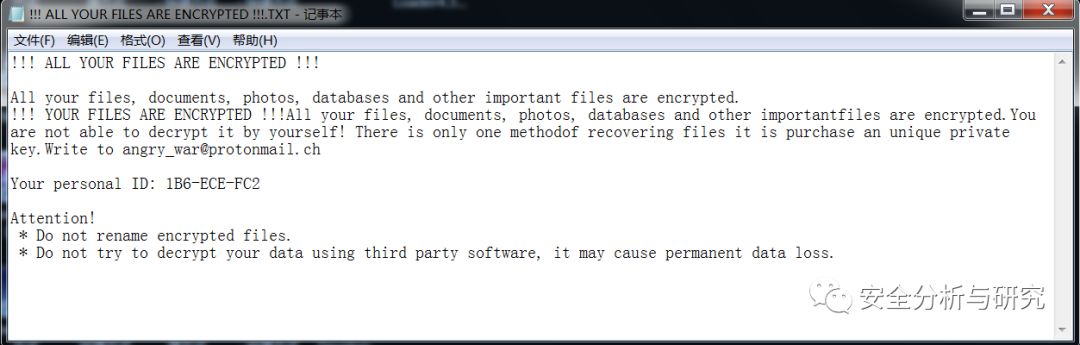 !!! ALL YOUR FILES ARE ENCRYPTED !!!.TXT - 记事本
文件(F) 编辑(E) 格式(O) 查看(V) 帮助(H)
!!! ALL YOUR FILES ARE ENCRYPTED !!!
All your files, documents, photos, databases and other important files are encrypted.
!!! YOUR FILES ARE ENCRYPTED !!!All your files, documents, photos, databases and other importantfiles are encrypted.You
are not able to decrypt it by yourself! There is only one methodof recovering files it is purchase an unique private
key.Write to angry_war@protonmail.ch
Your personal ID: 1B6-ECE-FC2
Attention!
* Do not rename encrypted files.
* Do not try to decrypt your data using third party software, it may cause permanent data loss.
安全分析与研究